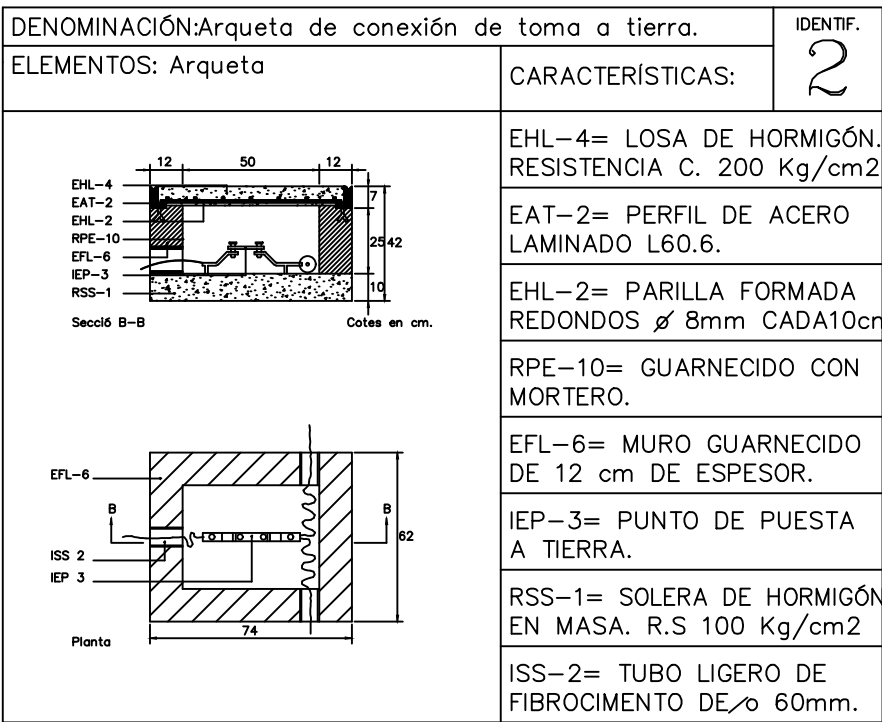 DENOMINACIÓN:Arqueta de conexión de toma a tierra.
IDENTIF.
2
ELEMENTOS: Arqueta
CARACTERÍSTICAS:
12 50 12
EHL-4
EAT-2
EHL-2
RPE-10
EFL-6
IEP-3
RSS-1
7
25 42
10
Secció B-B
Cotes en cm.
EFL-6
B
B
62
ISS 2
IEP 3
74
Planta
EHL-4= LOSA DE HORMIGÓN.
RESISTENCIA C. 200 Kg/cm2
EAT-2= PERFIL DE ACERO
LAMINADO L60.6.
EHL-2= PARILLA FORMADA
REDONDOS ø 8mm CADA10cm
RPE-10= GUARNECIDO CON
MORTERO.
EFL-6= MURO GUARNECIDO
DE 12 cm DE ESPESOR.
IEP-3= PUNTO DE PUESTA
A TIERRA.
RSS-1= SOLERA DE HORMIGÓN
EN MASA. R.S 100 Kg/cm2
ISS-2= TUBO LIGERO DE
FIBROCIMENTO DE ø 60mm.